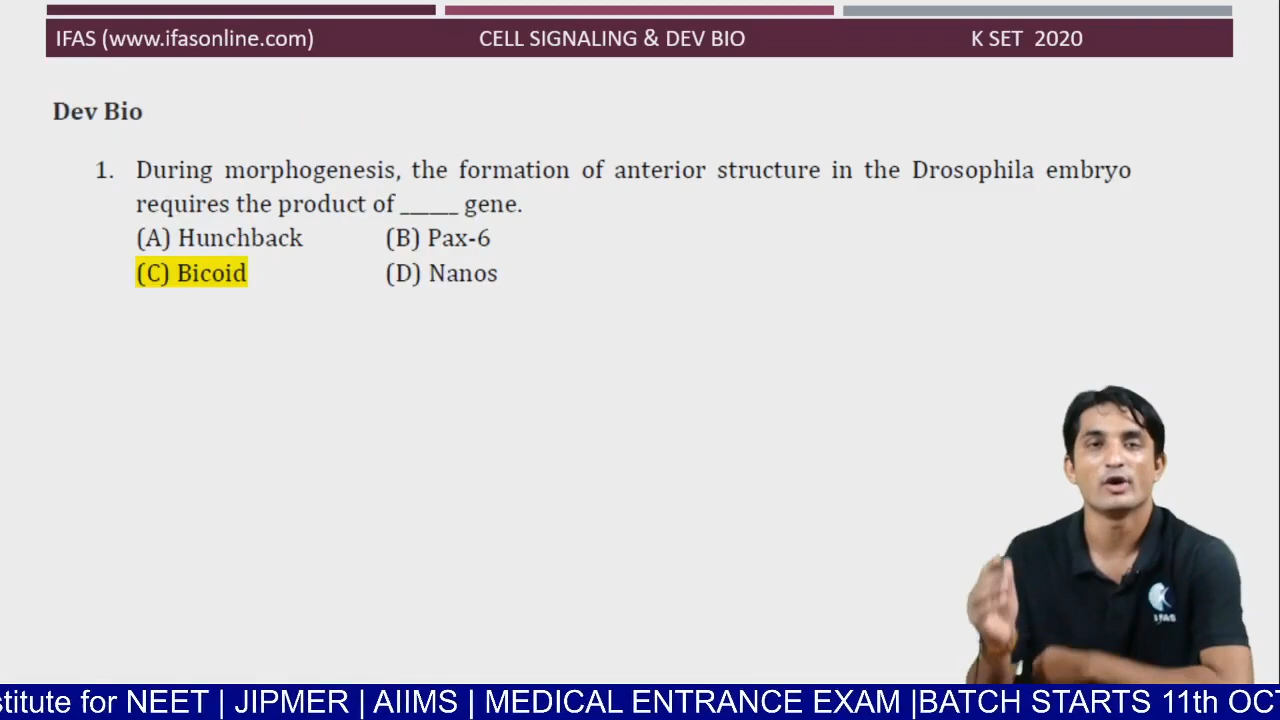 IFAS (www.ifasonline.com) CELL SIGNALING & DEV BIO K SET 2020
Dev Bio
1. During morphogenesis, the formation of anterior structure in the Drosophila embryo
requires the product of ______ gene.
(A) Hunchback (B) Pax-6
(C) Bicoid (D) Nanos
IFAS
stitute for NEET | JIPMER | AIIMS | MEDICAL ENTRANCE EXAM |BATCH STARTS 11th OCT